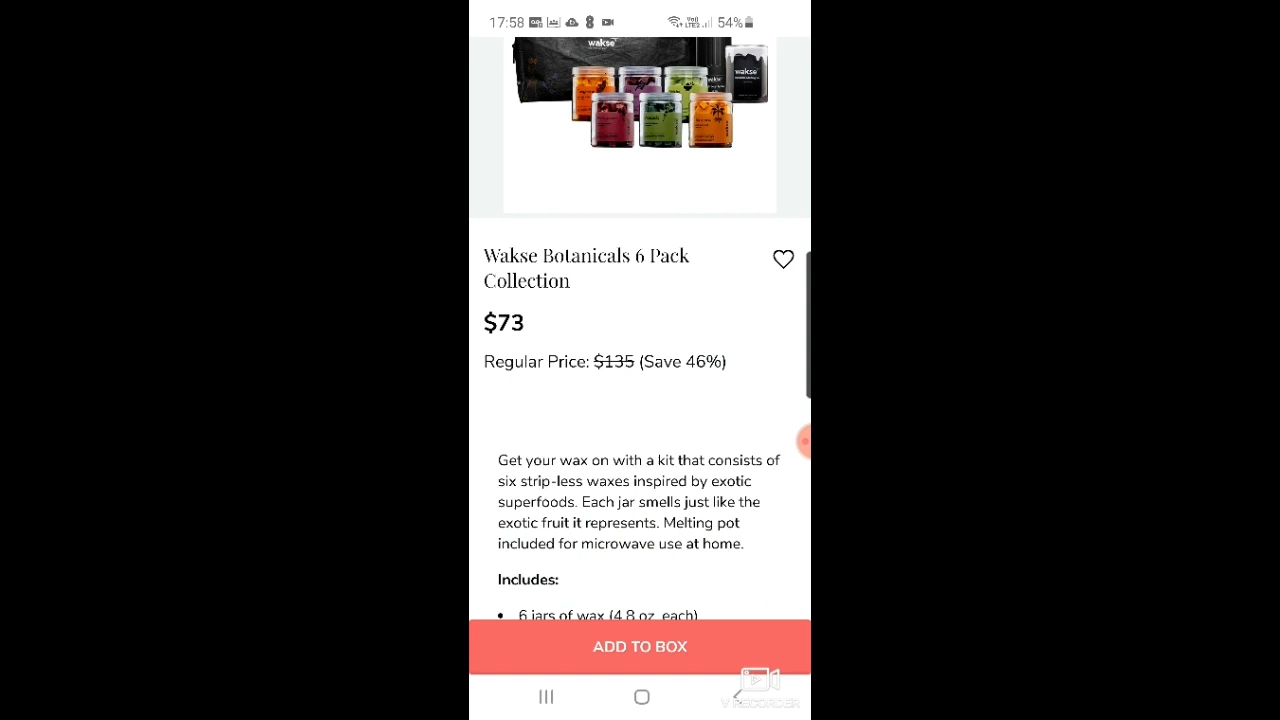 17:58
54%
wakse
wakse
Wakse Botanicals 6 Pack
Collection
$73
Regular Price: $135 (Save 46%)
Get your wax on with a kit that consists of
six strip-less waxes inspired by exotic
superfoods. Each jar smells just like the
exotic fruit it represents. Melting pot
included for microwave use at home.
Includes:
• 6 jars of wax (4.8 oz. each)
ADD TO BOX
V RECORDER